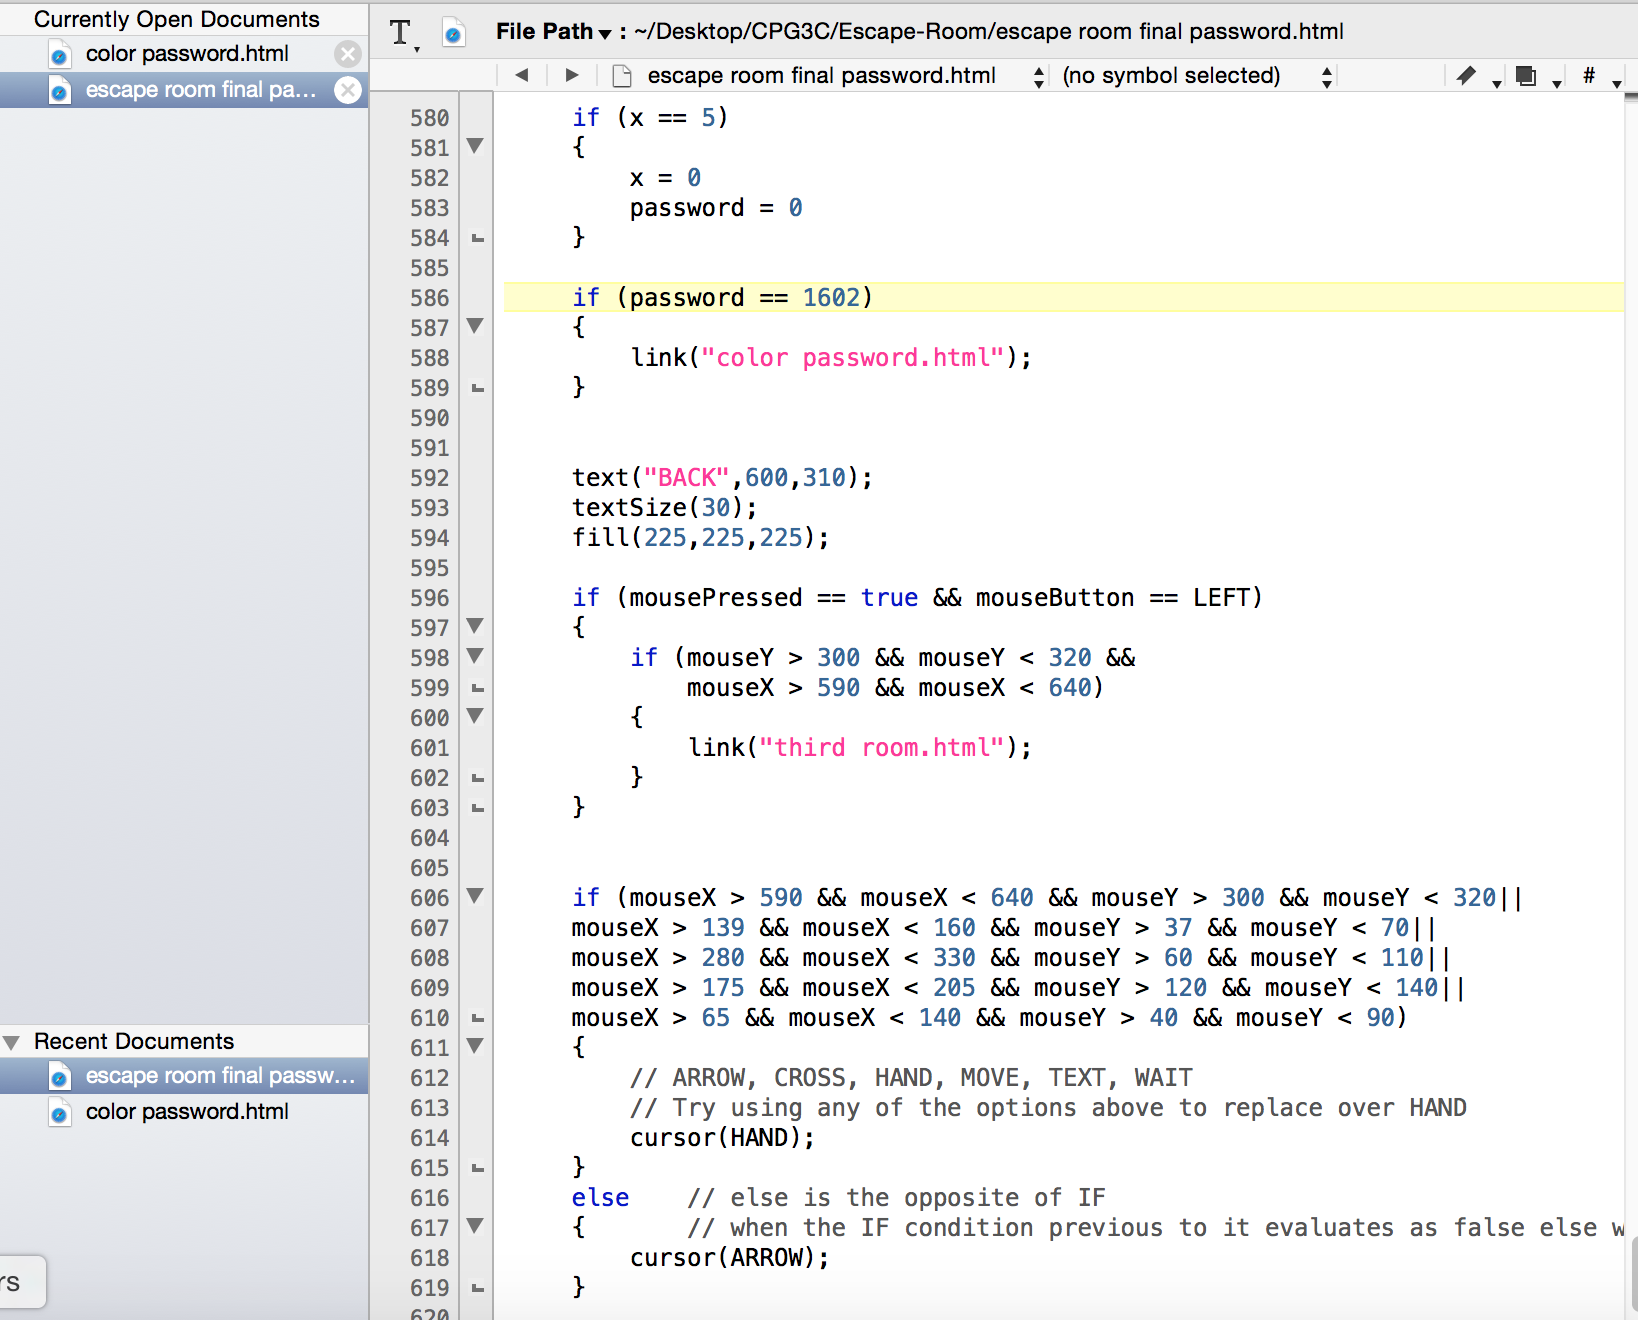 Currently Open Documents
color password.html
escape room final pa...
T
File Path : ~/Desktop/CPG3C/Escape-Room/escape room final password.html
escape room final password.html (no symbol selected) #
580 if (x == 5)
581 {
582 x = 0
583 password = 0
584 }
585
586 if (password == 1602)
587 {
588 link("color password.html");
589 }
590
591
592 text("BACK",600,310);
593 textSize(30);
594 fill(225,225,225);
595
596 if (mousePressed == true && mouseButton == LEFT)
597 {
598 if (mouseY > 300 && mouseY < 320 &&
599 mouseX > 590 && mouseX < 640)
600 {
601 link("third room.html");
602 }
603 }
604
605
606 if (mouseX > 590 && mouseX < 640 && mouseY > 300 && mouseY < 320||
607 mouseX > 139 && mouseX < 160 && mouseY > 37 && mouseY < 70||
608 mouseX > 280 && mouseX < 330 && mouseY > 60 && mouseY < 110||
609 mouseX > 175 && mouseX < 205 && mouseY > 120 && mouseY < 140||
610 mouseX > 65 && mouseX < 140 && mouseY > 40 && mouseY < 90)
611 {
612 // ARROW, CROSS, HAND, MOVE, TEXT, WAIT
613 // Try using any of the options above to replace over HAND
614 cursor(HAND);
615 }
616 else // else is the opposite of IF
617 { // when the IF condition previous to it evaluates as false else w
618 cursor(ARROW);
619 }
620
Recent Documents
escape room final passw...
color password.html
rs